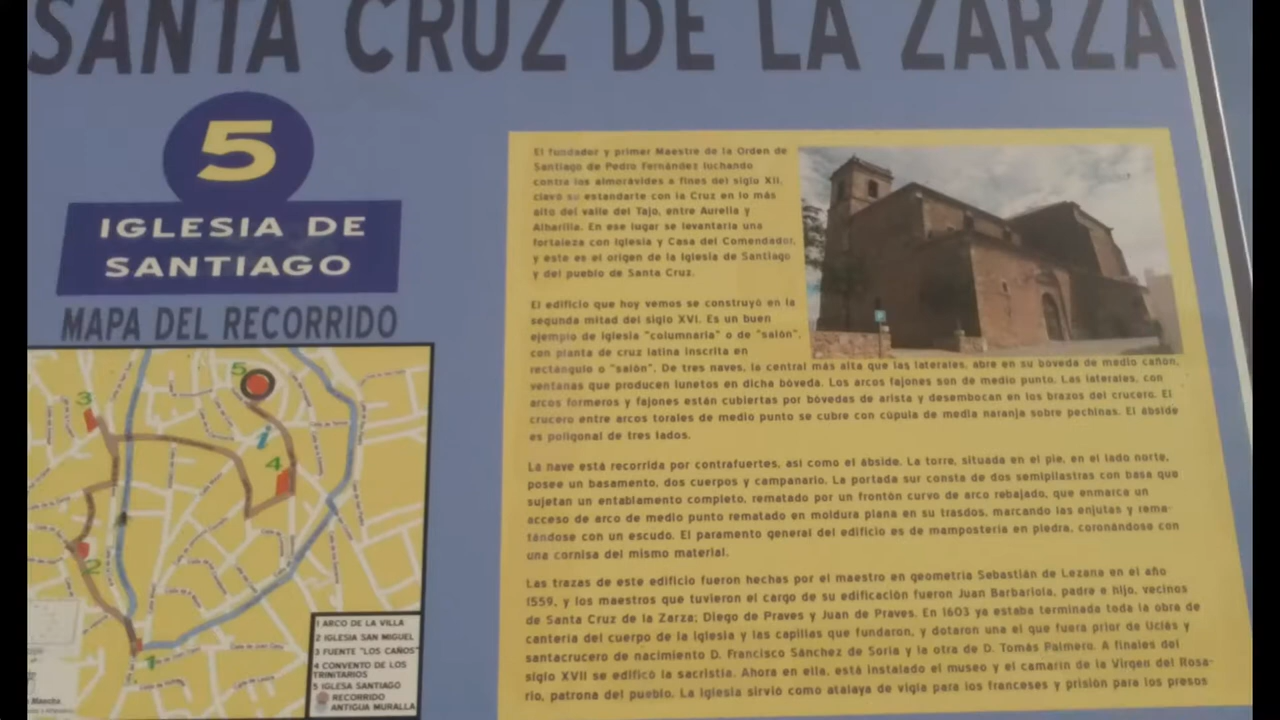 SANTA CRUZ DE LA ZARZA
5
IGLESIA DE
SANTIAGO
MAPA DEL RECORRIDO
El fundador y primer Maestre de la Orden de
Santiago de Pedro Fernández luchando
contra los almorávides a fines del siglo XII,
clavó su estandarte con la Cruz en lo más
alto del valle del Tajo, entre Aurelia y
Albarilla. En ese lugar se levantaría una
fortaleza con Iglesia y Casa del Comendador,
y este es el origen de la Iglesia de Santiago
y del pueblo de Santa Cruz.
El edificio que hoy vemos se construyó en la
segunda mitad del siglo XVI. Es un buen
ejemplo de iglesia "columnaria" o de "salón",
con planta de cruz latina inscrita en
rectángulo o "salón". De tres naves, la central más alta que las laterales, abre en su bóveda de medio cañón,
ventanas que producen lunetos en dicha bóveda. Los arcos fajones son de medio punto. Las laterales, con
arcos formeros y fajones están cubiertas por bóvedas de arista y desembocan en los brazos del crucero. El
crucero entre arcos torales de medio punto se cubre con cúpula de media naranja sobre pechinas. El ábside
es poligonal de tres lados.
La nave está recorrida por contrafuertes, así como el ábside. La torre, situada en el pie, en el lado norte,
posee un basamento, dos cuerpos y campanario. La portada sur consta de dos semipilastras con basa que
sujetan un entablamento completo, rematado por un frontón curvo de arco rebajado, que enmarca un
acceso de arco de medio punto rematado en moldura plana en su trasdos, marcando las enjutas y rema-
tándose con un escudo. El paramento general del edificio es de mampostería en piedra, coronándose con
una cornisa del mismo material.
Las trazas de este edificio fueron hechas por el maestro en geometría Sebastián de Lezana en el año
1559, y los maestros que tuvieron el cargo de su edificación fueron Juan Barbariola, padre e hijo, vecinos
de Santa Cruz de la Zarza; Diego de Praves y Juan de Praves. En 1603 ya estaba terminada toda la obra de
cantería del cuerpo de la Iglesia y las capillas que fundaron, y dotaron una el que fuera prior de Uclés y
santacrucero de nacimiento D. Francisco Sánchez de Soria y la otra de D. Tomás Palmero. A finales del
siglo XVII se edificó la sacristía. Ahora en ella, está instalado el museo y el camarín de la Virgen del Rosa-
rio, patrona del pueblo. La iglesia sirvió como atalaya de vigía para los franceses y prisión para los presos
5
3
i
4
2
1
1 ARCO DE LA VILLA
2 IGLESIA SAN MIGUEL
3 FUENTE "LOS CAÑOS"
4 CONVENTO DE LOS
TRINITARIOS
5 IGLESA SANTIAGO
RECORRIDO
ANTIGUA MURALLA